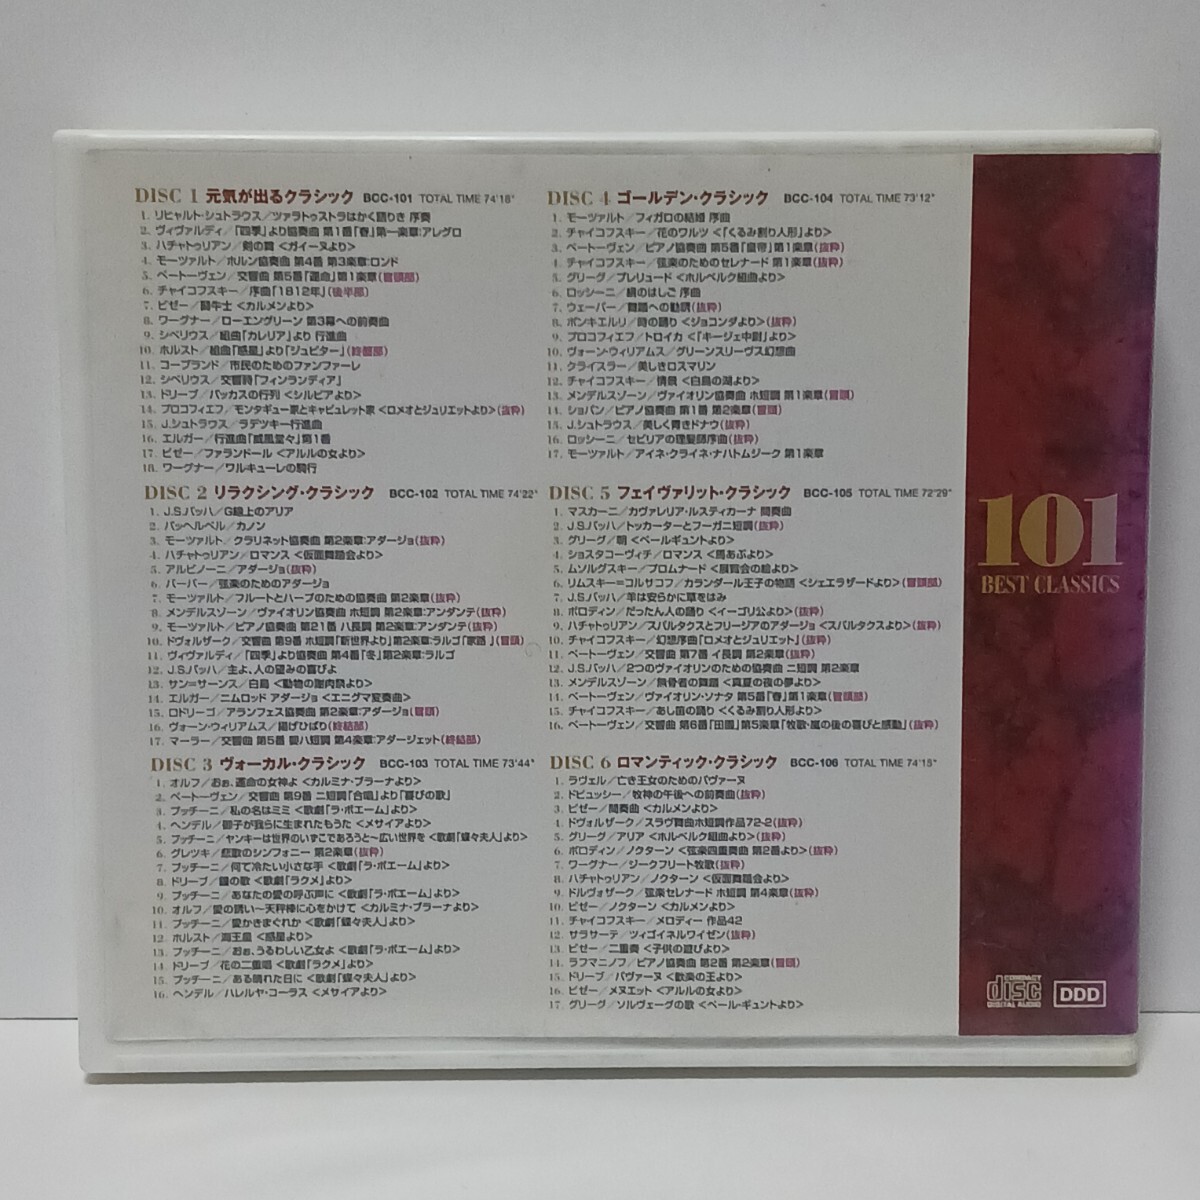 DISC 1 元気が出るクラシック BCC-101 TOTAL TIME 74'18"
1. リヒャルト・シュトラウス/ツァラトゥストラはかく語りき 序奏
2. ヴィヴァルディ/「四季」より協奏曲 第1番「春」第一楽章:アレグロ
3. ハチャトゥリアン/剣の舞 <ガイーヌより>
4. モーツァルト/ホルン協奏曲 第4番 第3楽章:ロンド
5. ベートーヴェン/交響曲 第5番「運命」第1楽章(冒頭部)
6. チャイコフスキー/序曲「1812年」(後半部)
7. ビゼー/闘牛士 <カルメンより>
8. ワーグナー/ローエングリーン 第3幕への前奏曲
9. シベリウス/組曲「カレリア」より 行進曲
10. ホルスト/組曲「惑星」より「ジュピター」(終盤部)
11. コープランド/市民のためのファンファーレ
12. シベリウス/交響詩「フィンランディア」
13. ドリーブ/バッカスの行列 <シルビアより>
14. プロコフィエフ/モンタギュー家とキャピュレット家 <ロメオとジュリエットより>(抜粋)
15. J.シュトラウス/ラデツキー行進曲
16. エルガー/行進曲「威風堂々」第1番
17. ビゼー/ファランドール <アルルの女より>
18. ワーグナー/ワルキューレの騎行
DISC 2 リラクシング・クラシック BCC-102 TOTAL TIME 74'22"
1. J.S.バッハ/G線上のアリア
2. パッヘルベル/カノン
3. モーツァルト/クラリネット協奏曲 第2楽章:アダージョ(抜粋)
4. ハチャトゥリアン/ロマンス <仮面舞踏会より>
5. アルビノーニ/アダージョ(抜粋)
6. バーバー/弦楽のためのアダージョ
7. モーツァルト/フルートとハープのための協奏曲 第2楽章(抜粋)
8. メンデルスゾーン/ヴァイオリン協奏曲 ホ短調 第2楽章:アンダンテ(抜粋)
9. モーツァルト/ピアノ協奏曲 第21番 ハ長調 第2楽章:アンダンテ(抜粋)
10. ドヴォルザーク/交響曲 第9番 ホ短調「新世界より」第2楽章:ラルゴ「家路」(冒頭)
11. ヴィヴァルディ/「四季」より協奏曲 第4番「冬」第2楽章:ラルゴ
12. J.S.バッハ/主よ、人の望みの喜びよ
13. サン=サーンス/白鳥 <動物の謝肉祭より>
14. エルガー/ニムロッド アダージョ <エニグマ変奏曲>
15. ロドリーゴ/アランフェス協奏曲 第2楽章:アダージョ(冒頭)
16. ヴォーン・ウィリアムス/揚げひばり(終結部)
17. マーラー/交響曲 第5番 嬰ハ短調 第4楽章:アダージェット(終結部)
DISC 3 ヴォーカル・クラシック BCC-103 TOTAL TIME 73'44"
1. オルフ/おぉ、運命の女神よ <カルミナ・ブラーナより>
2. ベートーヴェン/交響曲 第9番 ニ短調「合唱」より「喜びの歌」
3. プッチーニ/私の名はミミ <歌劇「ラ・ボエーム」より>
4. ヘンデル/御子が我らに生まれたもうた <メサイアより>
5. プッチーニ/ヤンキーは世界のいずこであろうと~広い世界を <歌劇「蝶々夫人」より>
6. グレツキ/悲歌のシンフォニー 第2楽章(抜粋)
7. プッチーニ/何て冷たい小さな手 <歌劇「ラ・ボエーム」より>
8. ドリーブ/鐘の歌 <歌劇「ラクメ」より>
9. プッチーニ/あなたの愛の呼ぶ声に <歌劇「ラ・ボエーム」より>
10. オルフ/愛の誘い~天秤棒に心をかけて <カルミナ・ブラーナより>
11. プッチーニ/愛かきまぐれか <歌劇「蝶々夫人」より>
12. ホルスト/海王星 <惑星より>
13. プッチーニ/おぉ、うるわしい乙女よ <歌劇「ラ・ボエーム」より>
14. ドリーブ/花の二重唱 <歌劇「ラクメ」より>
15. プッチーニ/ある晴れた日に <歌劇「蝶々夫人」より>
16. ヘンデル/ハレルヤ・コーラス <メサイアより>
DISC 4 ゴールデン・クラシック BCC-104 TOTAL TIME 73'12"
1. モーツァルト/フィガロの結婚 序曲
2. チャイコフスキー/花のワルツ <「くるみ割り人形」より>
3. ベートーヴェン/ピアノ協奏曲 第5番「皇帝」第1楽章(抜粋)
4. チャイコフスキー/弦楽のためのセレナード 第1楽章(抜粋)
5. グリーグ/プレリュード <ホルベルク組曲より>
6. ロッシーニ/絹のはしご 序曲
7. ウェーバー/舞踏への勧誘(抜粋)
8. ポンキエルリ/時の踊り <ジョコンダより>(抜粋)
9. プロコフィエフ/トロイカ <「キージェ中尉」より>
10. ヴォーン・ウィリアムス/グリーンスリーヴス幻想曲
11. クライスラー/美しきロスマリン
12. チャイコフスキー/情景 <白鳥の湖より>
13. メンデルスゾーン/ヴァイオリン協奏曲 ホ短調 第1楽章(冒頭)
14. ショパン/ピアノ協奏曲 第1番 第2楽章(冒頭)
15. J.シュトラウス/美しく青きドナウ(抜粋)
16. ロッシーニ/セビリアの理髪師序曲(抜粋)
17. モーツァルト/アイネ・クライネ・ナハトムジーク 第1楽章
DISC 5 フェイヴァリット・クラシック BCC-105 TOTAL TIME 72'29"
1. マスカーニ/カヴァレリア・ルスティカーナ 間奏曲
2. J.S.バッハ/トッカータとフーガニ短調(抜粋)
3. グリーグ/朝 <ペールギュントより>
4. ショスタコーヴィチ/ロマンス <馬あぶより>
5. ムソルグスキー/プロムナード <展覧会の絵より>
6. リムスキー=コルサコフ/カランダール王子の物語 <シェエラザードより>(冒頭部)
7. J.S.バッハ/羊は安らかに草をはみ
8. ボロディン/だったん人の踊り <イーゴリ公より>(抜粋)
9. ハチャトゥリアン/スパルタクスとフリージアのアダージョ <スパルタクスより>(抜粋)
10. チャイコフスキー/幻想序曲「ロメオとジュリエット」(抜粋)
11. ベートーヴェン/交響曲 第7番 イ長調 第2楽章(抜粋)
12. J.S.バッハ/2つのヴァイオリンのための協奏曲 ニ短調 第2楽章
13. メンデルスゾーン/無骨者の舞踏 <真夏の夜の夢より>
14. ベートーヴェン/ヴァイオリン・ソナタ 第5番「春」第1楽章(冒頭部)
15. チャイコフスキー/あし笛の踊り <くるみ割り人形より>
16. ベートーヴェン/交響曲 第6番「田園」第5楽章「牧歌・嵐の後の喜びと感動」(抜粋)
DISC 6 ロマンティック・クラシック BCC-106 TOTAL TIME 74'15"
1. ラヴェル/亡き王女のためのパヴァーヌ
2. ドビュッシー/牧神の午後への前奏曲(抜粋)
3. ビゼー/間奏曲 <カルメンより>
4. ドヴォルザーク/スラヴ舞曲ホ短調作品72-2(抜粋)
5. グリーグ/アリア <ホルベルク組曲より>(抜粋)
6. ボロディン/ノクターン <弦楽四重奏曲 第2番より>(抜粋)
7. ワーグナー/ジークフリート牧歌(抜粋)
8. ハチャトゥリアン/ノクターン <仮面舞踏会より>
9. ドルヴォザーク/弦楽セレナード ホ短調 第4楽章(抜粋)
10. ビゼー/ノクターン <カルメンより>
11. チャイコフスキー/メロディー 作品42
12. サラサーテ/ツィゴイネルワイゼン(抜粋)
13. ビゼー/二重奏 <子供の遊びより>
14. ラフマニノフ/ピアノ協奏曲 第2番 第2楽章(冒頭)
15. ドリーブ/パヴァーヌ <歓楽の王より>
16. ビゼー/メヌエット <アルルの女より>
17. グリーグ/ソルヴェーグの歌 <ペール・ギュントより>
101
BEST CLASSICS
COMPACT
disc
DIGITAL AUDIO
DDD